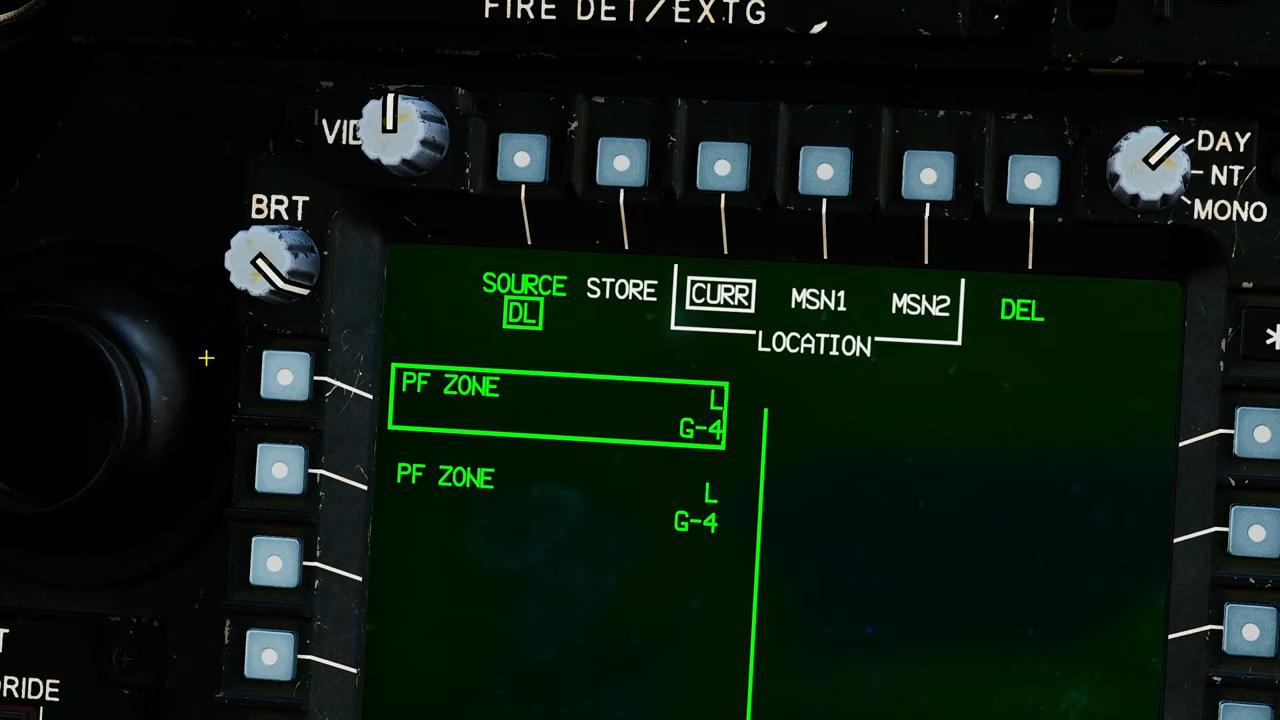 FIRE DET/EXTG
VID
DAY
NT
MONO
BRT
SOURCE
DL
STORE
CURR
MSN1
MSN2
LOCATION
DEL
*
PF ZONE
L
G-4
PF ZONE
L
G-4
T
RIDE